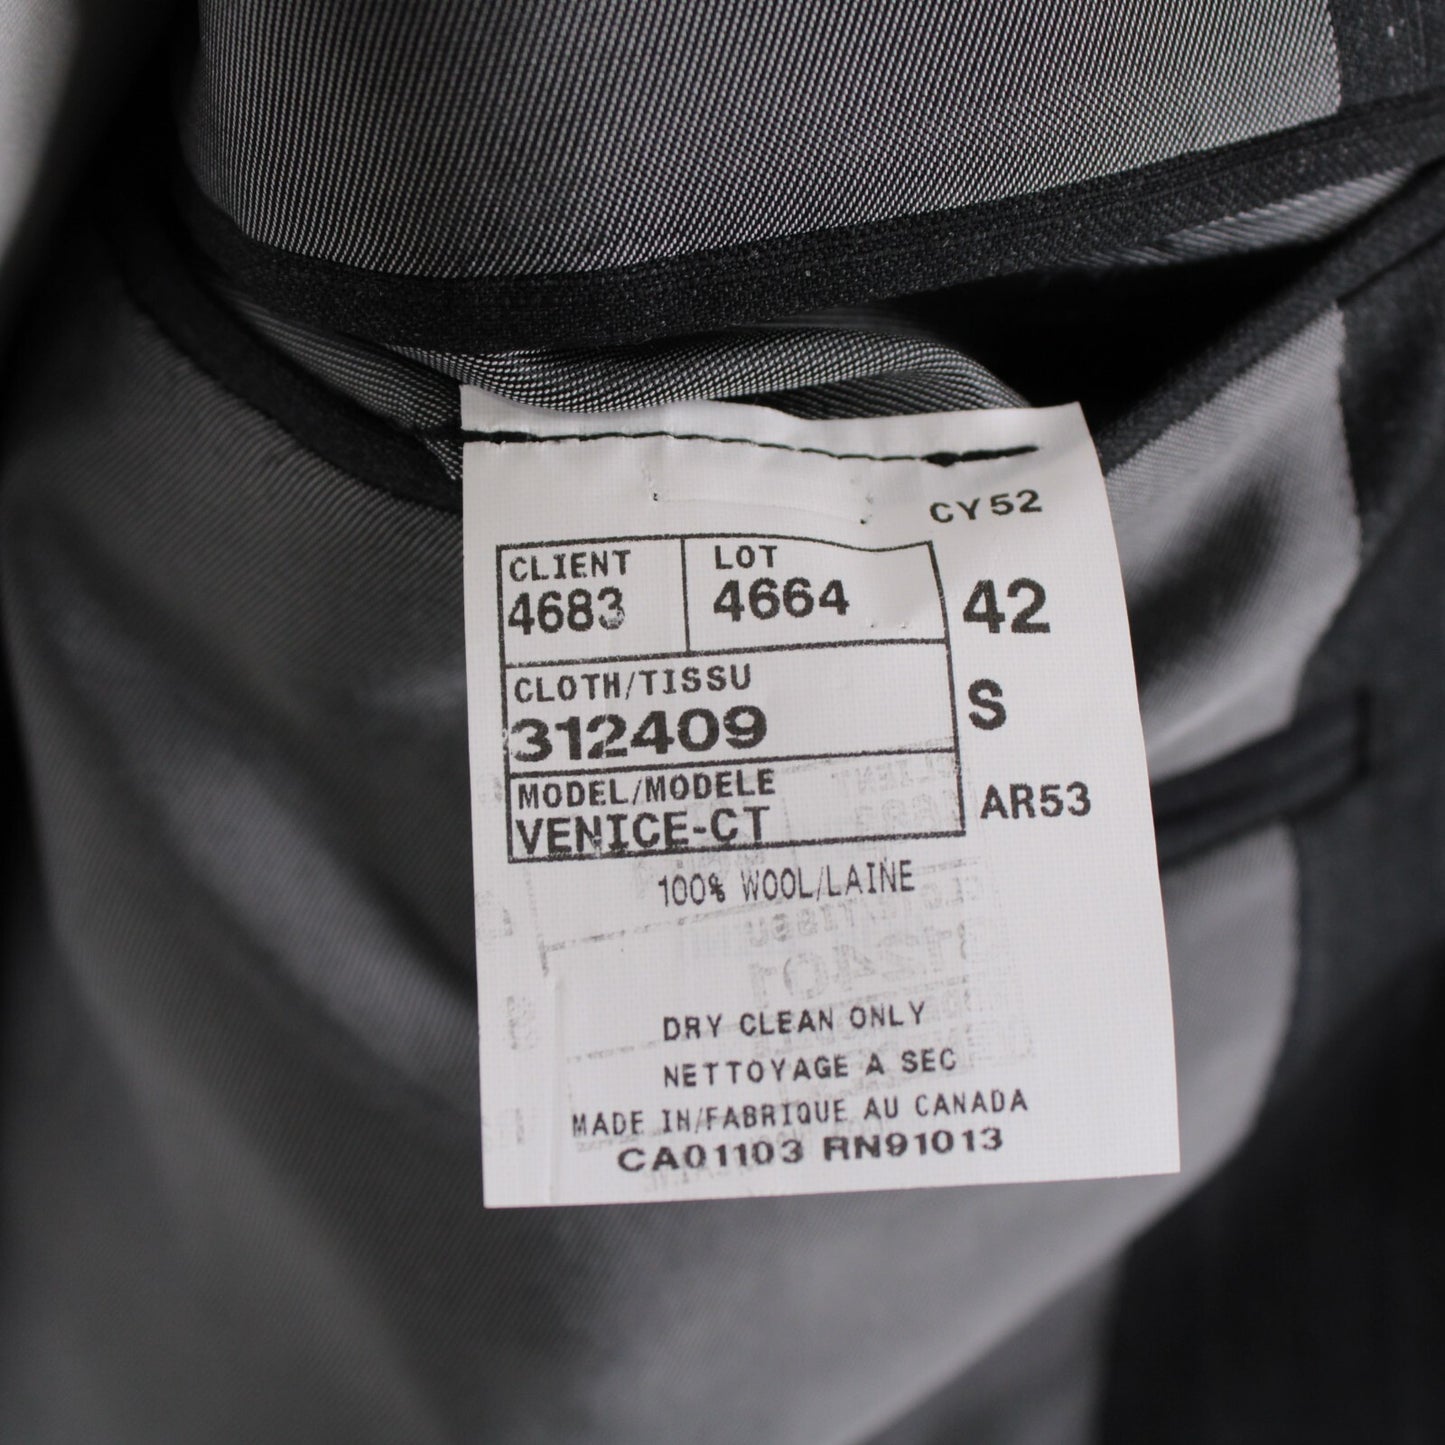 CY52
CLIENT LOT
4683 4664 42
CLOTH/TISSU
312409 S
MODEL/MODELE
VENICE-CT AR53
100% WOOL/LAINE
DRY CLEAN ONLY
NETTOYAGE A SEC
MADE IN/FABRIQUE AU CANADA
CA01103 RN91013